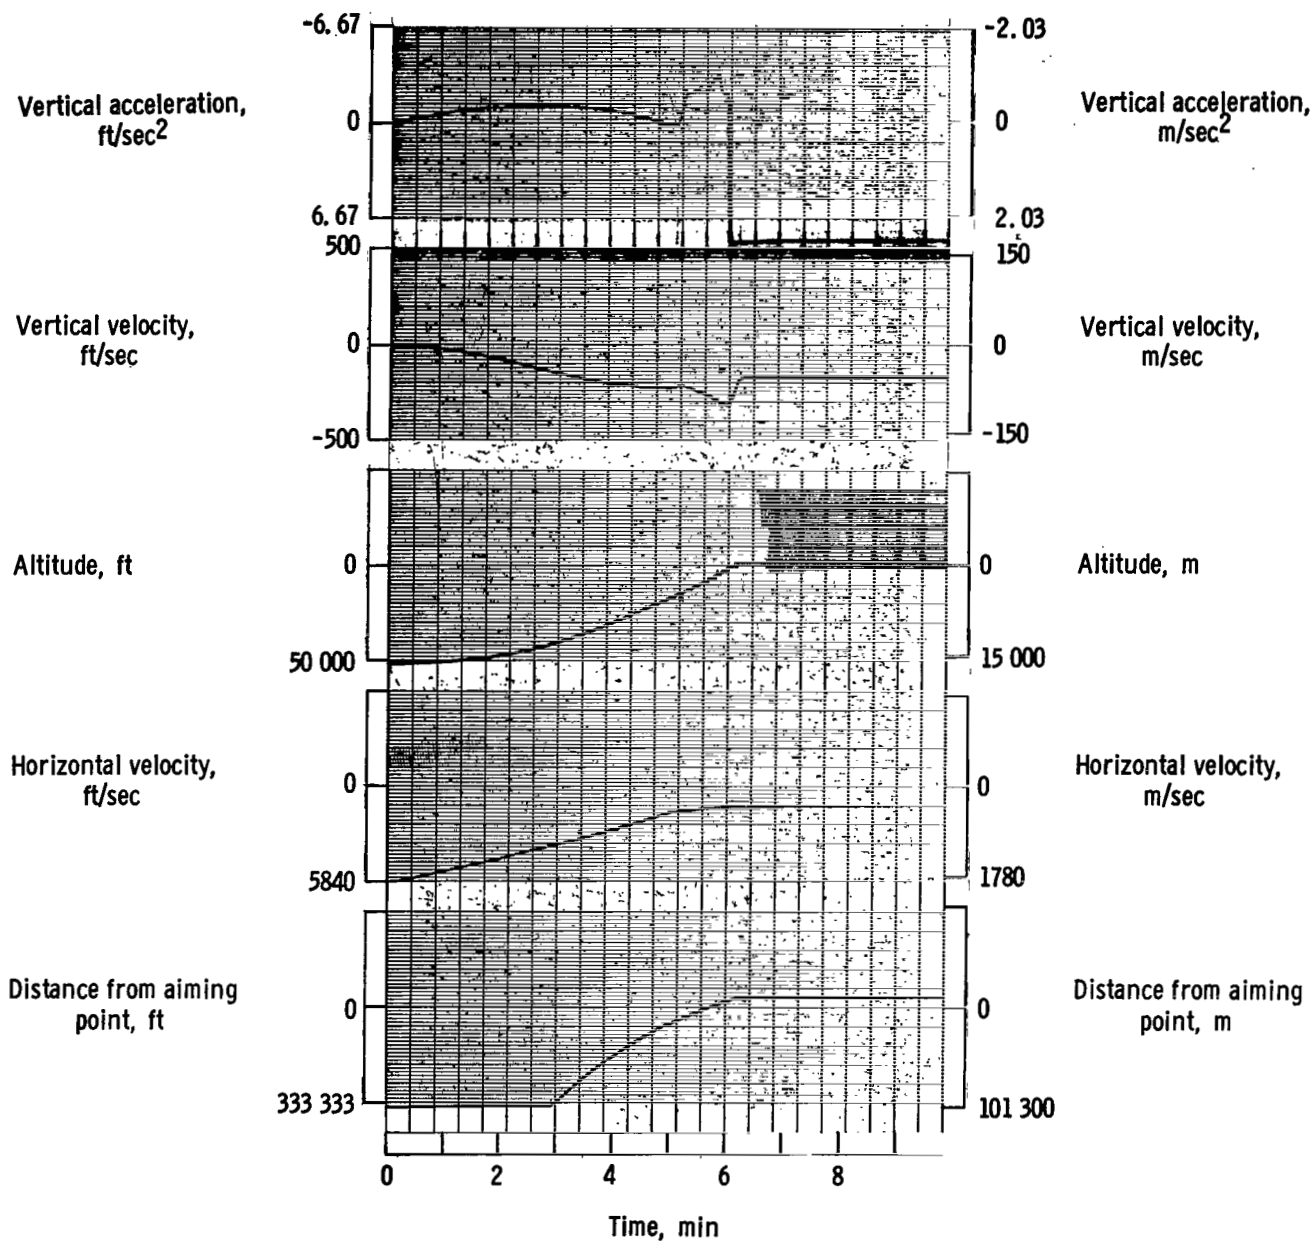 -6.67
-2.03
Vertical acceleration,
ft/sec2
0
0
Vertical acceleration,
m/sec2
6.67
2.03
500
150
Vertical velocity,
ft/sec
0
0
Vertical velocity,
m/sec
-500
-150
Altitude, ft
0
0
Altitude, m
50 000
15 000
Horizontal velocity,
ft/sec
0
0
Horizontal velocity,
m/sec
5840
1780
Distance from aiming
point, ft
0
0
Distance from aiming
point, m
333 333
101 300
0 2 4 6 8
Time, min